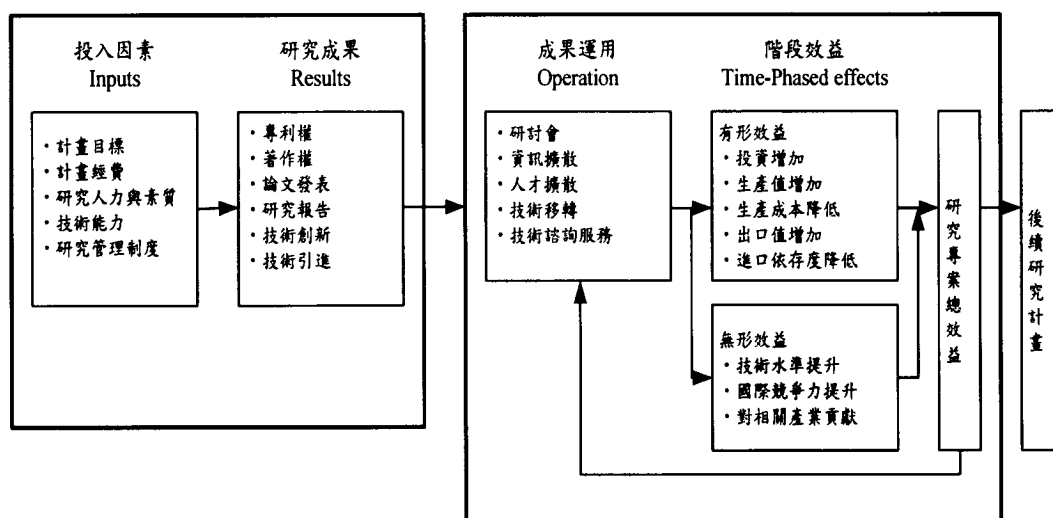 投入因素
Inputs
・計畫目標
・計畫經費
・研究人力與素質
・技術能力
・研究管理制度
研究成果
Results
・專利權
・著作權
・論文發表
・研究報告
・技術創新
・技術引進
成果運用
Operation
・研討會
・資訊擴散
・人才擴散
・技術移轉
・技術諮詢服務
階段效益
Time-Phased effects
有形效益
・投資增加
・生產值增加
・生產成本降低
・出口值增加
・進口依存度降低
無形效益
・技術水準提升
・國際競爭力提升
・對相關產業貢獻
研究專案總效益
後續研究計畫